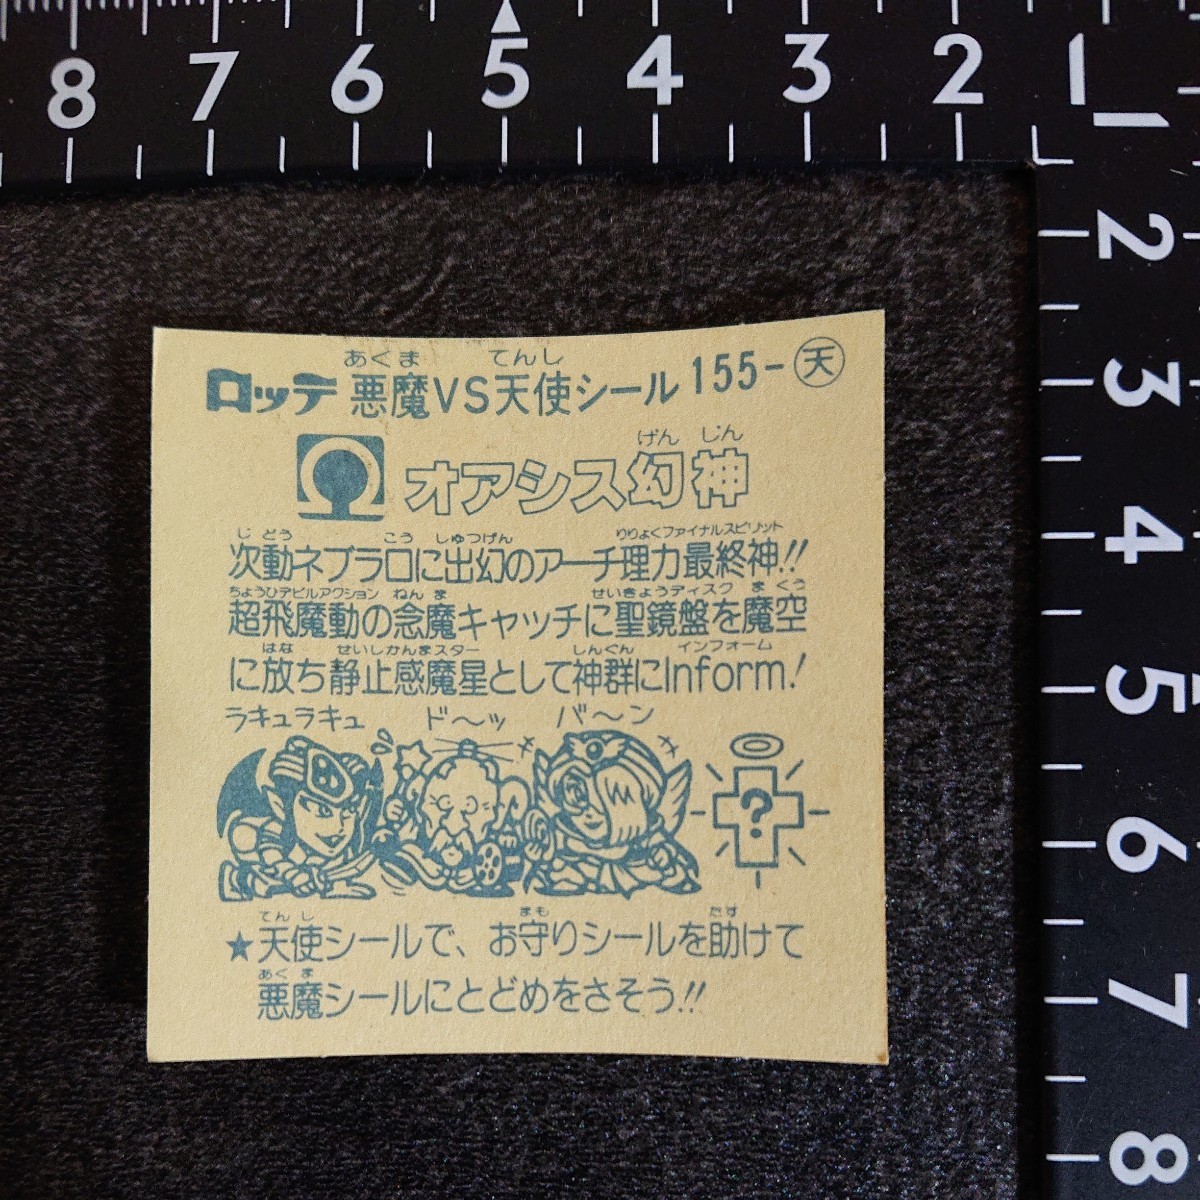 8 7 6 5 4 3 2 1
1
2
3
4
5
6
7
8
あくま てんし
ロッテ 悪魔VS天使シール 155-天
げん じん
Ω オアシス幻神
じどう こう しゅつげん りりょくファイナルスピリット
次動ネブラ口に出幻のアーチ理力最終神!!
ちょうひデビルアクション ねんま せいきょうディスク まくう
超飛魔動の念魔キャッチに聖鏡盤を魔空
はな せいしかんまスター しんぐん インフォーム
に放ち静止感魔星として神群にInform!
ラキュラキュ ド〜ッ バ〜ン
?
てんし まも たす
★天使シールで、お守りシールを助けて
あくま
悪魔シールにとどめをさそう!!